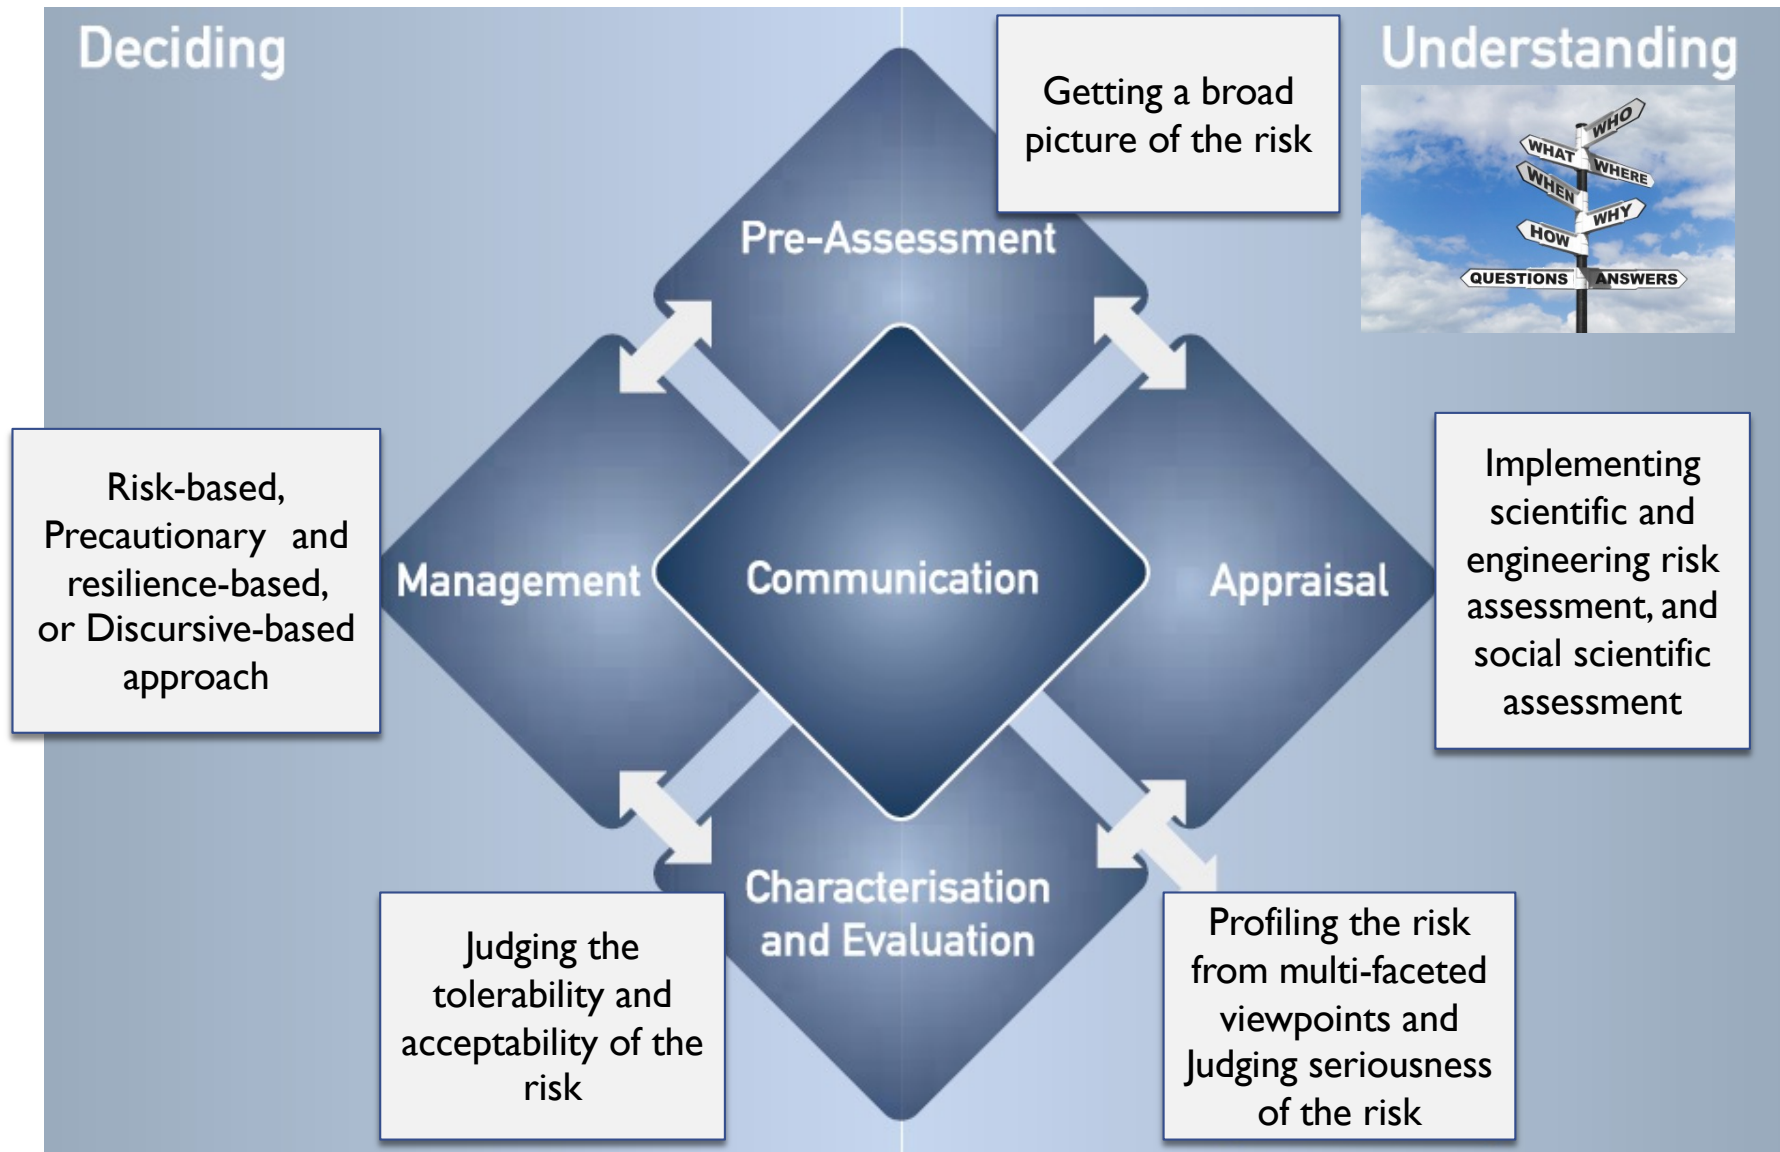 Deciding
Understanding
Getting a broad
picture of the risk
WHO
WHAT
WHERE
WHEN
WHY
HOW
QUESTIONS
ANSWERS
Pre-Assessment
Risk-based,
Precautionary and
resilience-based,
or Discursive-based
approach
Management
Communication
Appraisal
Implementing
scientific and
engineering risk
assessment, and
social scientific
assessment
Characterisation
and Evaluation
Judging the
tolerability and
acceptability of the
risk
Profiling the risk
from multi-faceted
viewpoints and
Judging seriousness
of the risk